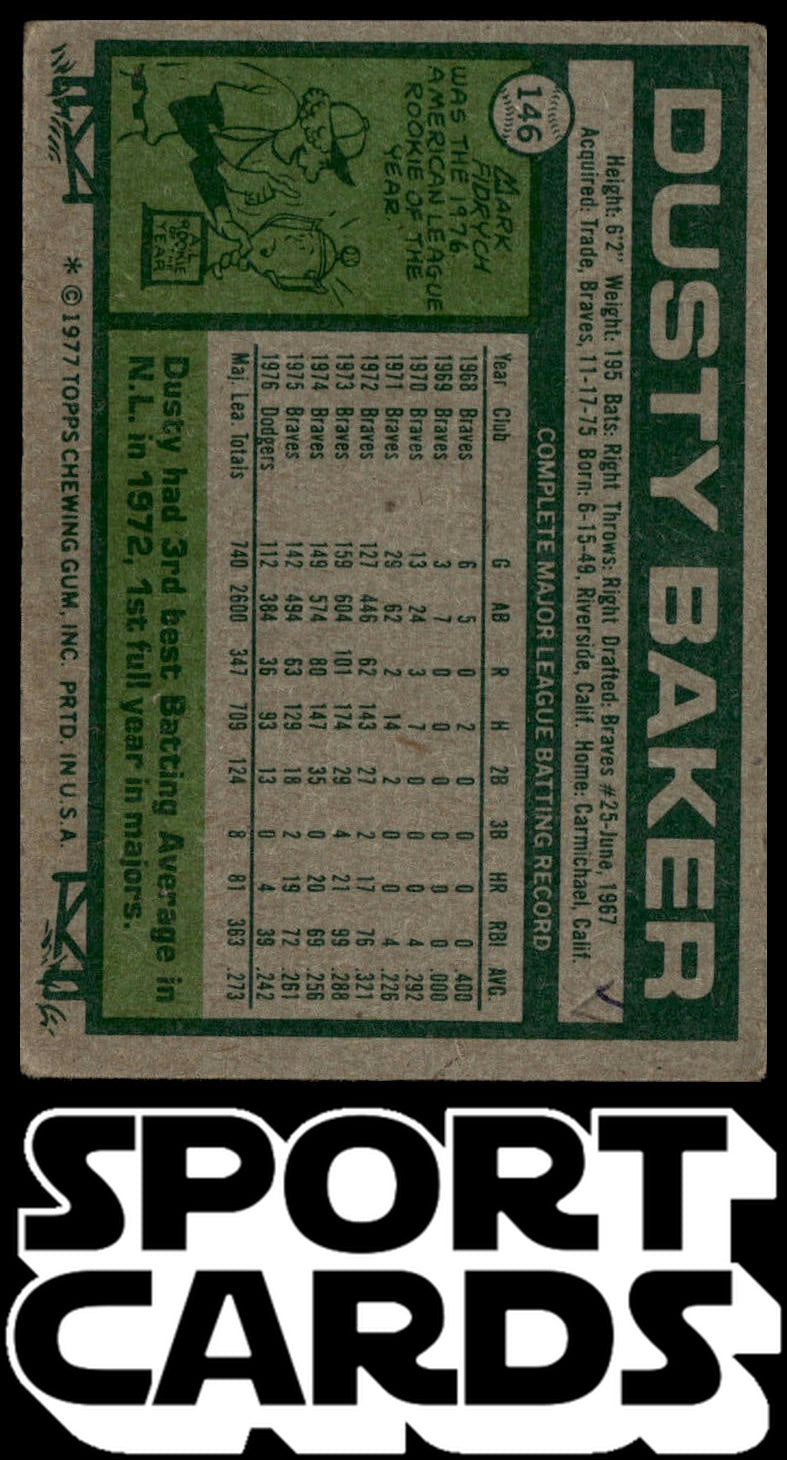 DUSTY BAKER
146
Height: 6'2" Weight: 195 Bats: Right Throws: Right Drafted: Braves #25-June, 1967
Acquired: Trade, Braves, 11-17-75 Born: 6-15-49, Riverside, Calif. Home: Carmichael, Calif.
COMPLETE MAJOR LEAGUE BATTING RECORD
MARK
FIDRYCH
WAS THE 1976
AMERICAN LEAGUE
ROOKIE OF THE
YEAR.
A.L.
ROOKIE
OF THE
YEAR
Year Club G AB R H 2B 3B HR RBI AVG
1968 Braves 6 5 0 2 0 0 0 0 .400
1969 Braves 3 7 0 0 0 0 0 0 .000
1970 Braves 13 24 3 7 0 0 0 4 .292
1971 Braves 29 62 2 14 2 0 0 4 .226
1972 Braves 127 446 62 143 27 2 17 76 .321
1973 Braves 159 604 101 174 29 4 21 99 .288
1974 Braves 149 574 80 147 35 0 20 69 .256
1975 Braves 142 494 63 129 18 2 19 72 .261
1976 Dodgers 112 384 36 93 13 0 4 39 .242
Maj. Lea. Totals 740 2600 347 709 124 8 81 363 .273
Dusty had 3rd best Batting Average in
N.L. in 1972, 1st full year in majors.
* © 1977 TOPPS CHEWING GUM, INC. PRTD. IN U.S.A.
SPORT
CARDS